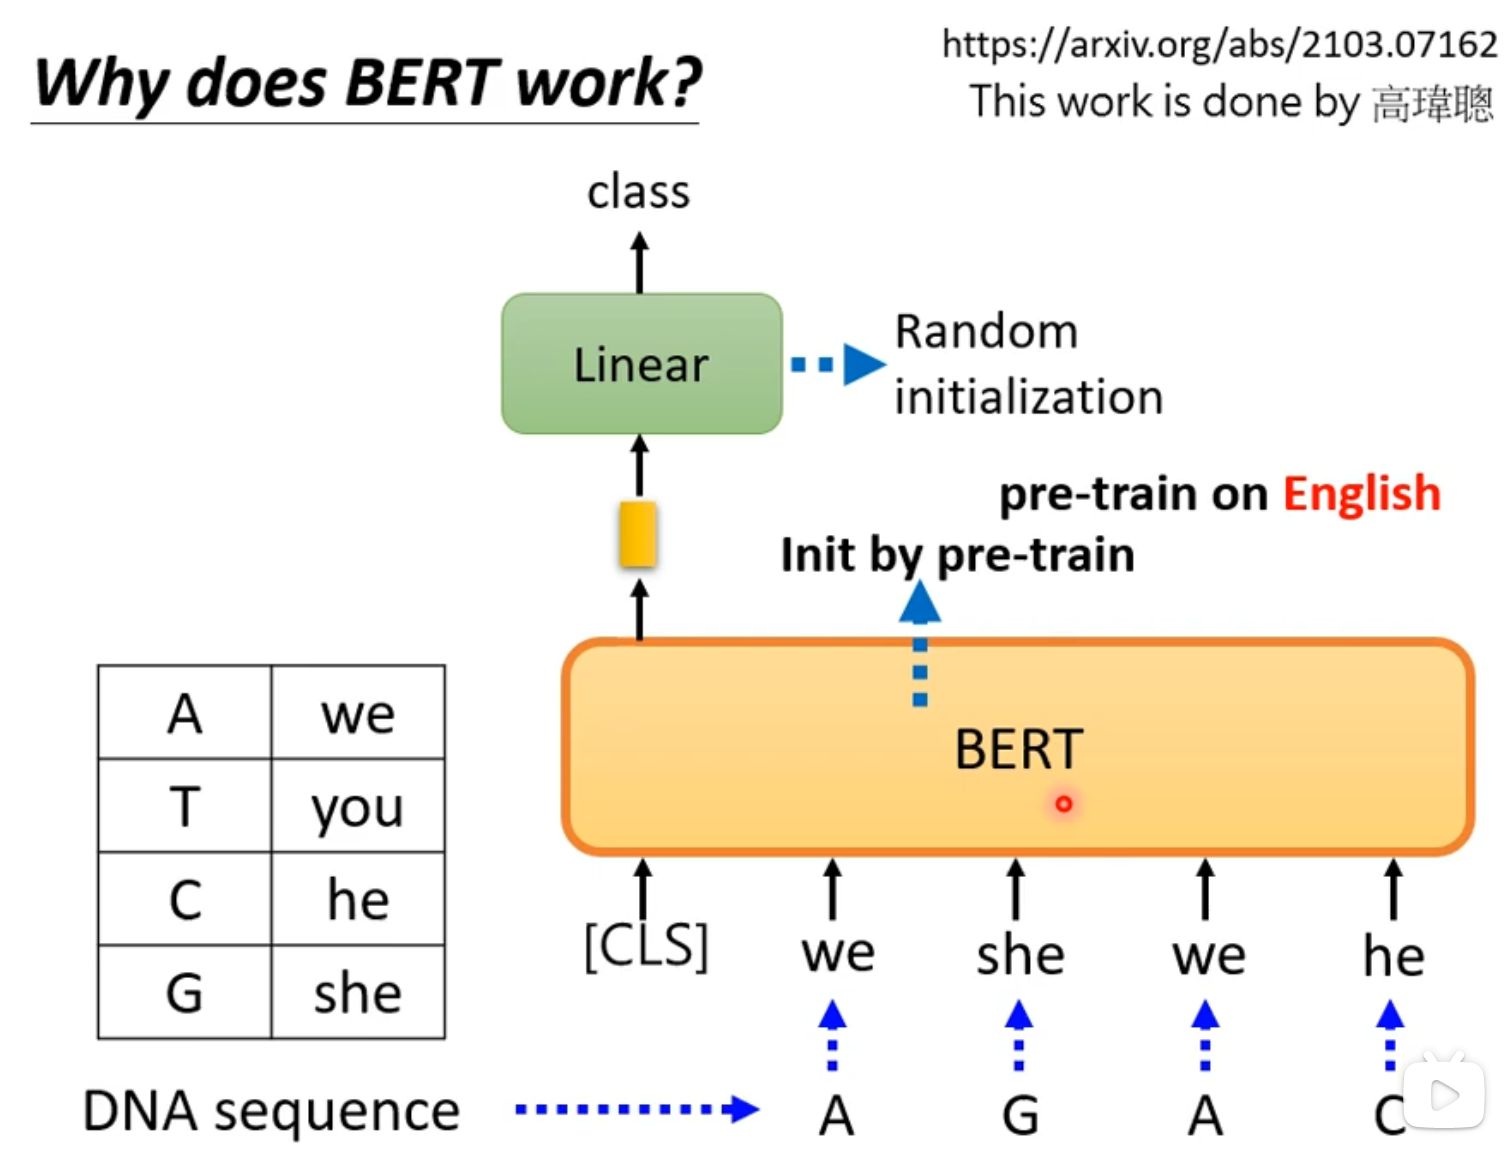 Why does BERT work?
https://arxiv.org/abs/2103.07162
This work is done by 高瑋聰
class
Linear
Random
initialization
pre-train on English
Init by pre-train
BERT
A we
T you
C he
G she
[CLS] we she we he
DNA sequence A G A C